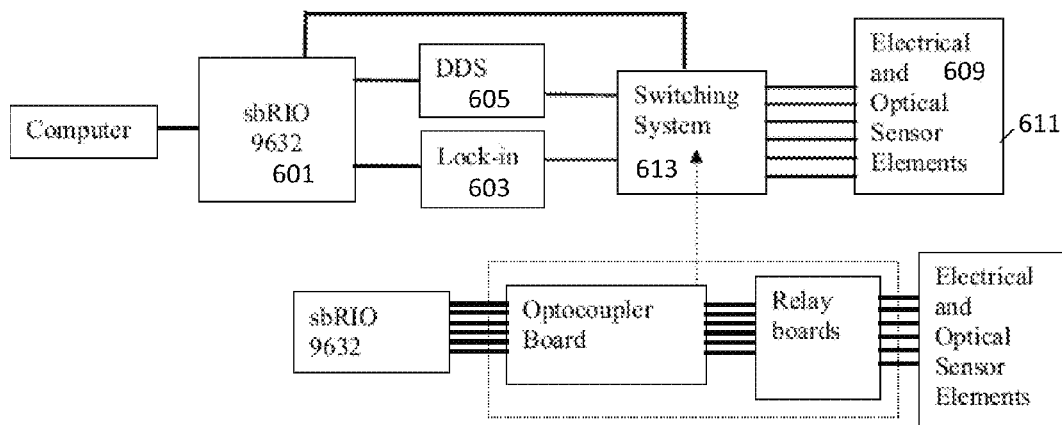 Computer
sbRIO
9632
601
DDS
605
Lock-in
603
Switching
System
613
Electrical
and 609
Optical
Sensor
Elements
611
sbRIO
9632
Optocoupler
Board
Relay
boards
Electrical
and
Optical
Sensor
Elements